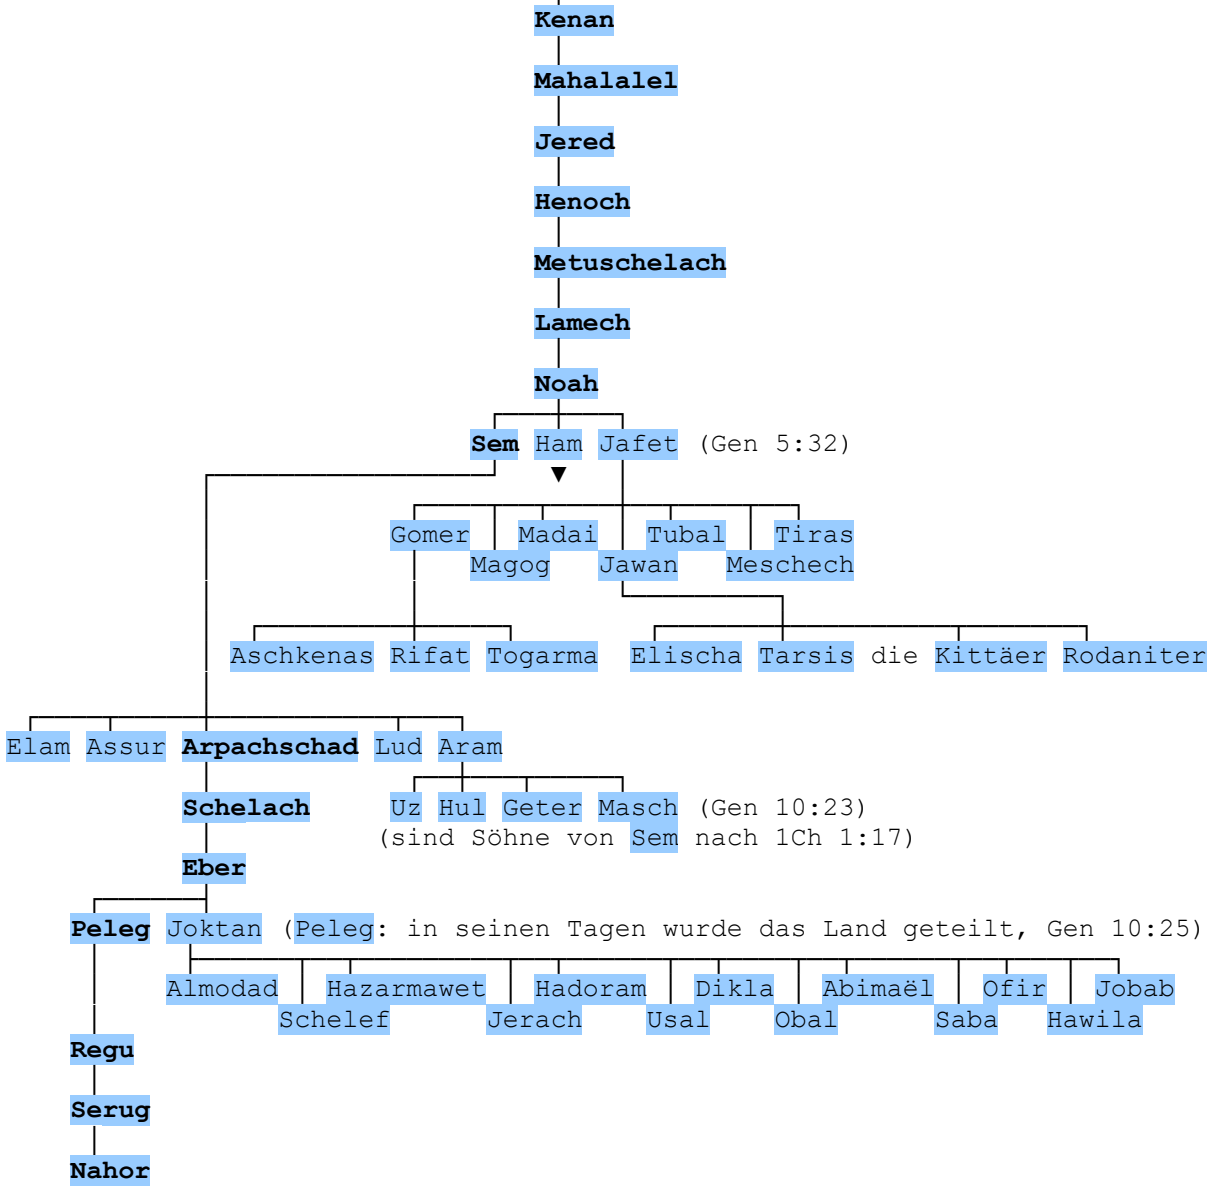 Kenan
Mahalalel
Jered
Henoch
Metuschelach
Lamech
Noah
Sem Ham Jafet (Gen 5:32)
▼
Gomer Madai Tubal Tiras
Magog Jawan Meschech
Aschkenas Rifat Togarma Elischa Tarsis die Kittäer Rodaniter
Elam Assur Arpachschad Lud Aram
Schelach Uz Hul Geter Masch (Gen 10:23)
(sind Söhne von Sem nach 1Ch 1:17)
Eber
Peleg Joktan (Peleg: in seinen Tagen wurde das Land geteilt, Gen 10:25)
Almodad Hazarmawet Hadoram Dikla Abimaël Ofir Jobab
Schelef Jerach Usal Obal Saba Hawila
Regu
Serug
Nahor